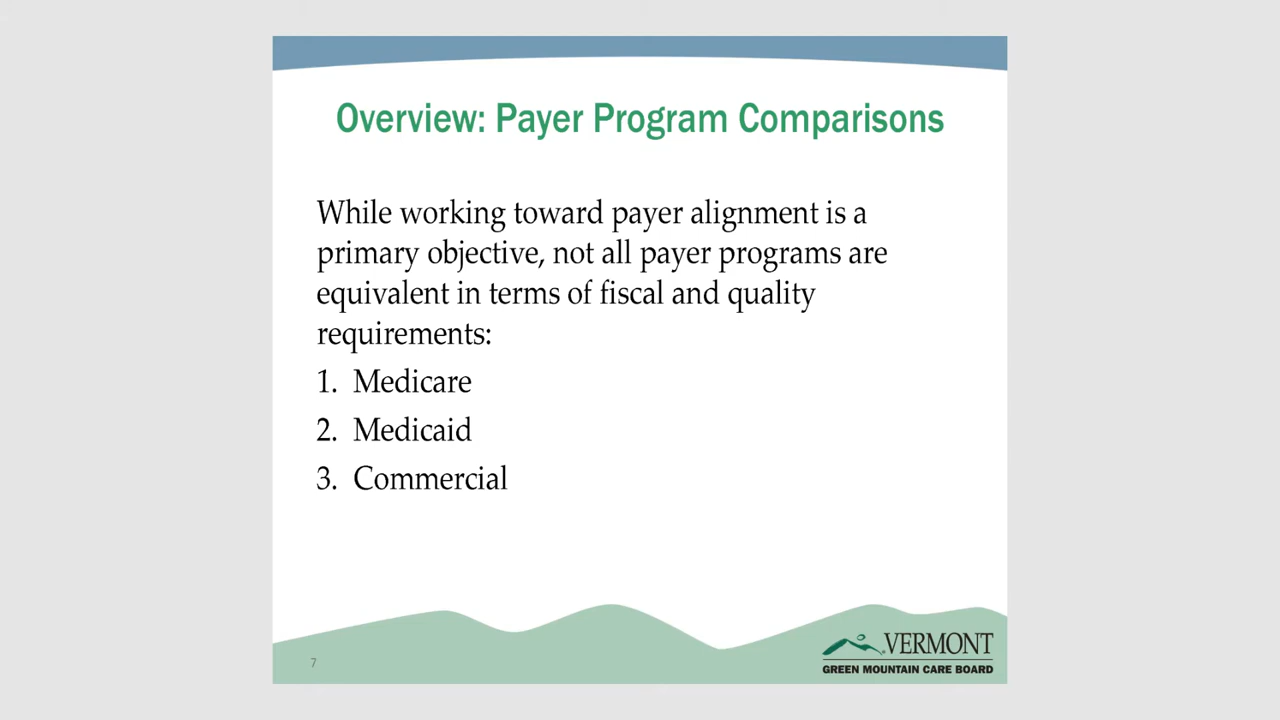 Overview: Payer Program Comparisons
While working toward payer alignment is a
primary objective, not all payer programs are
equivalent in terms of fiscal and quality
requirements:
1. Medicare
2. Medicaid
3. Commercial
7
VERMONT
GREEN MOUNTAIN CARE BOARD